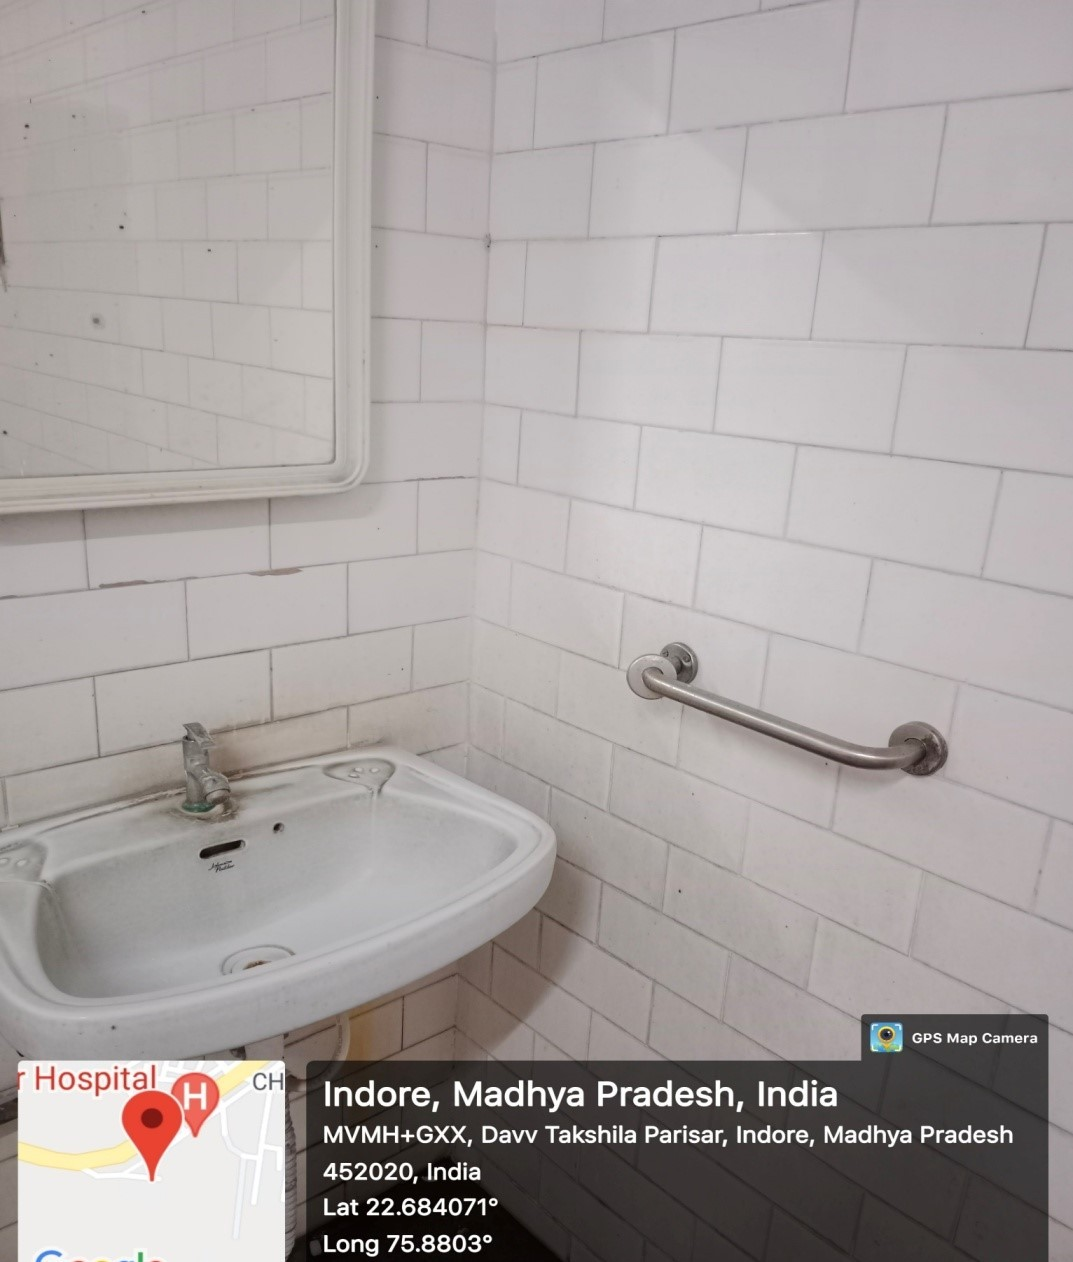 GPS Map Camera
r Hospital
H
CH
Google
Indore, Madhya Pradesh, India
MVMH+GXX, Davv Takshila Parisar, Indore, Madhya Pradesh
452020, India
Lat 22.684071°
Long 75.8803°